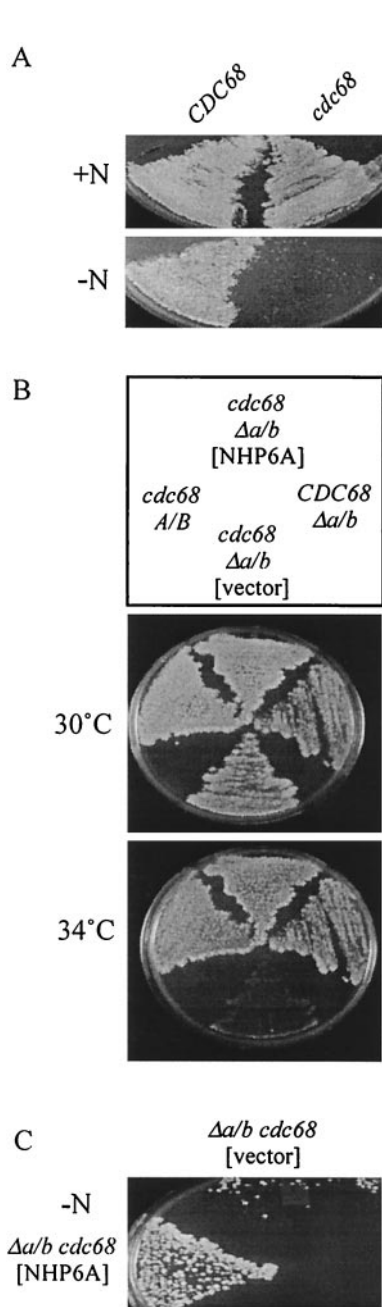 A
CDC68 cdc68
+N
-N
B
cdc68
Δa/b
[NHP6A]
cdc68 CDC68
A/B Δa/b
cdc68
Δa/b
[vector]
30°C
34°C
C
Δa/b cdc68
[vector]
-N
Δa/b cdc68
[NHP6A]